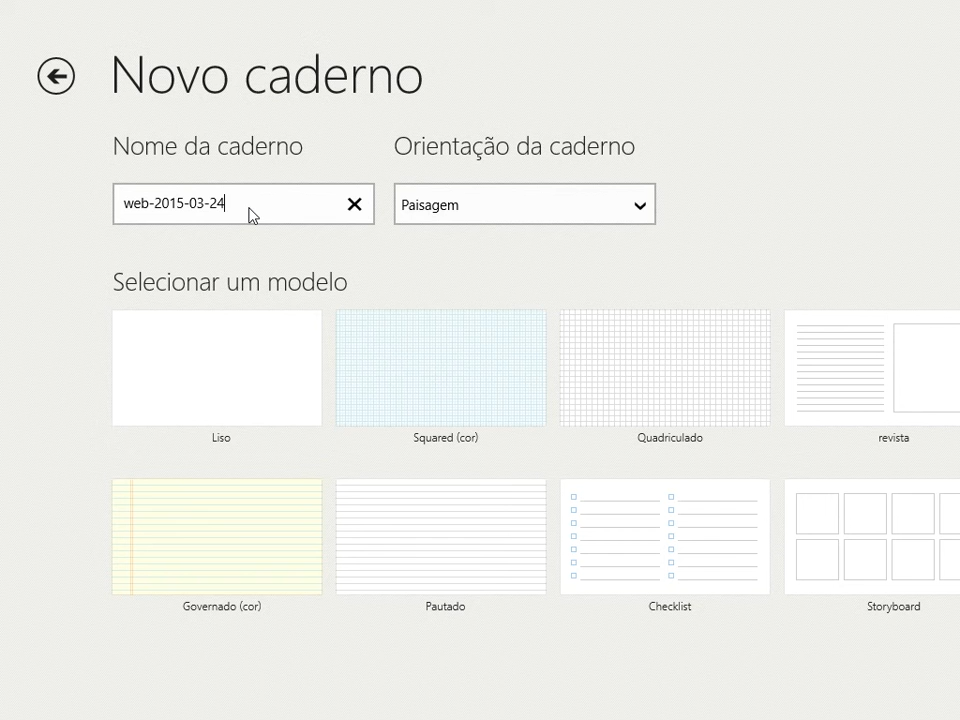 Novo caderno
Nome da caderno
Orientação da caderno
web-2015-03-24
Paisagem
Selecionar um modelo
Liso
Squared (cor)
Quadriculado
revista
Governado (cor)
Pautado
Checklist
Storyboard